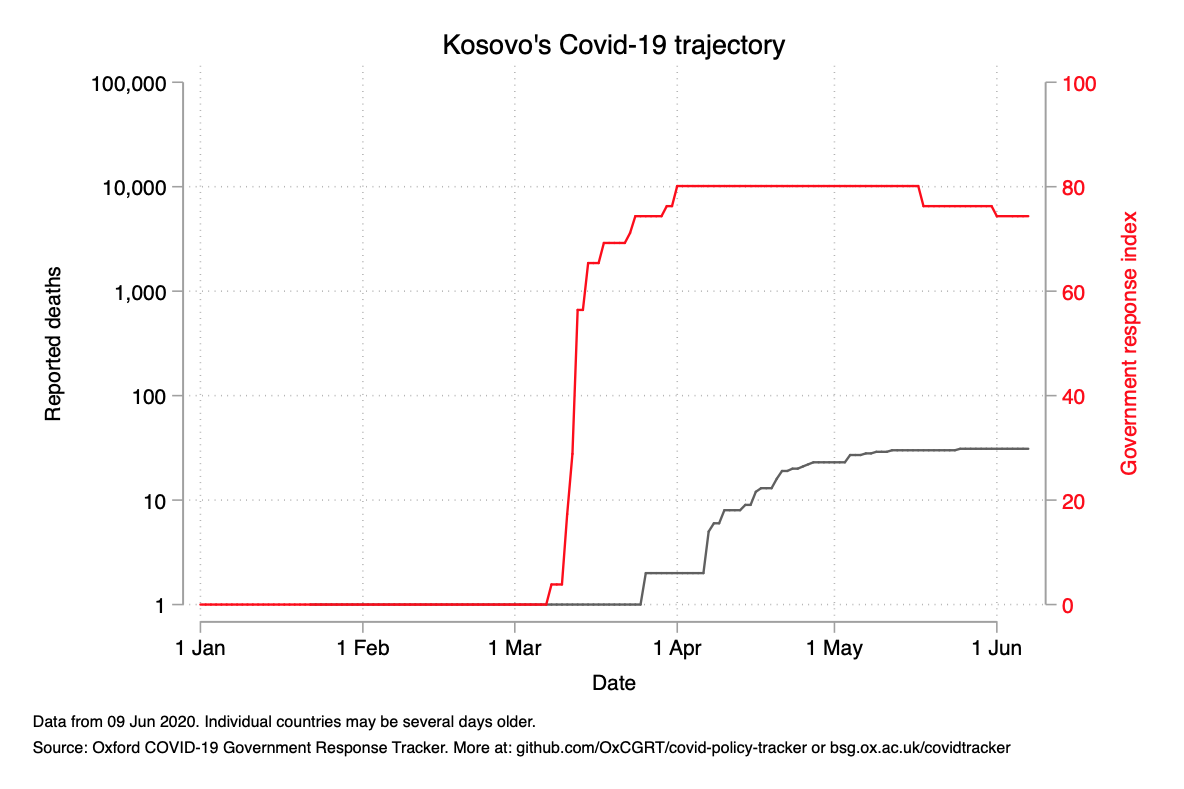 Kosovo's Covid-19 trajectory
100,000
10,000
1,000
100
10
1
Reported deaths
100
80
60
40
20
0
Government response index
1 Jan
1 Feb
1 Mar
1 Apr
1 May
1 Jun
Date
Data from 09 Jun 2020. Individual countries may be several days older.
Source: Oxford COVID-19 Government Response Tracker. More at: github.com/OxCGRT/covid-policy-tracker or bsg.ox.ac.uk/covidtracker